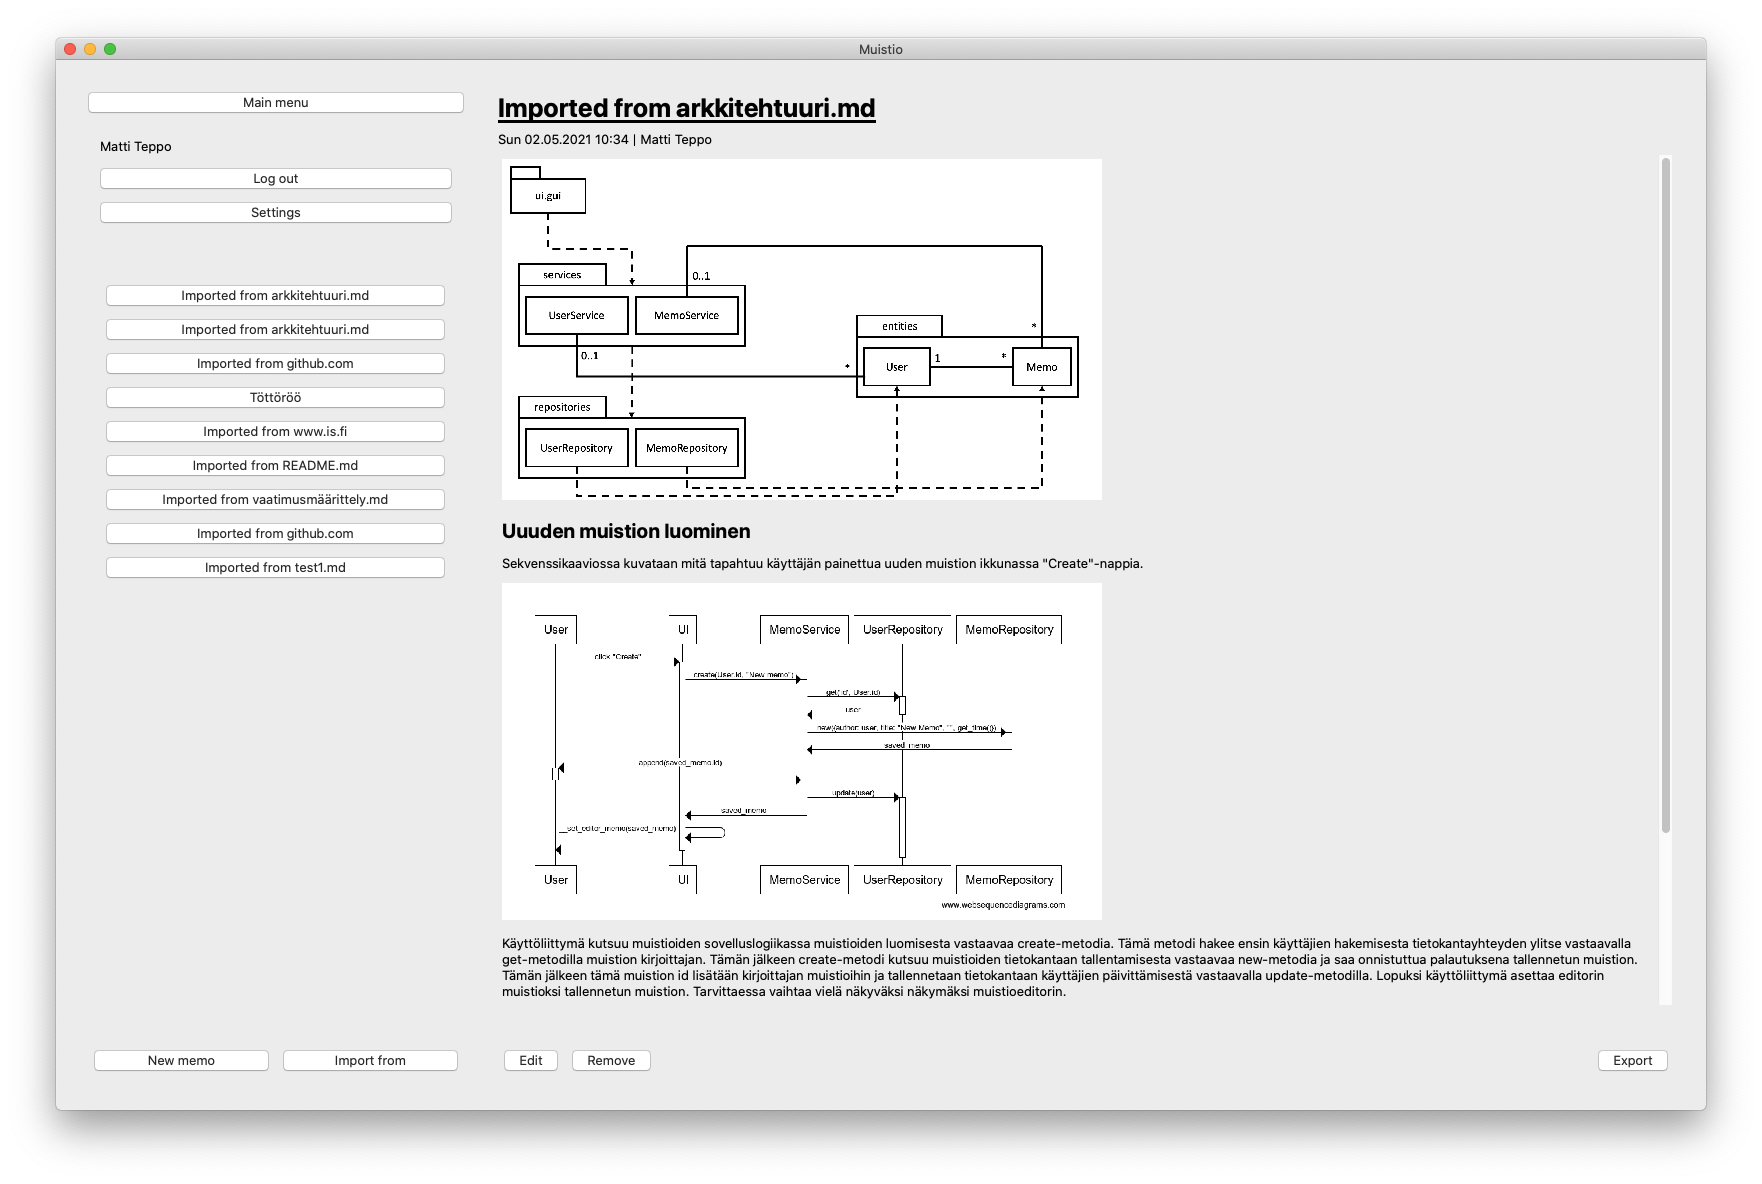 Muistio
Main menu
Matti Teppo
Log out
Settings
Imported from arkkitehtuuri.md
Imported from arkkitehtuuri.md
Imported from github.com
Töttöröö
Imported from www.is.fi
Imported from README.md
Imported from vaatimusmäärittely.md
Imported from github.com
Imported from test1.md
New memo
Import from
Imported from arkkitehtuuri.md
Sun 02.05.2021 10:34 | Matti Teppo
ui.gui
services
0..1
UserService
MemoService
entities
*
0..1
*
User
1
*
Memo
repositories
UserRepository
MemoRepository
Uuuden muistion luominen
Sekvenssikaaviossa kuvataan mitä tapahtuu käyttäjän painettua uuden muistion ikkunassa "Create"-nappia.
User
UI
MemoService
UserRepository
MemoRepository
click "Create"
create(User.id, "New memo")
get('id', User.id)
user
new({author: user, title: "New Memo", "", get_time()})
saved_memo
append(saved_memo.id)
update(user)
saved_memo
__set_editor_memo(saved_memo)
User
UI
MemoService
UserRepository
MemoRepository
www.websequencediagrams.com
Käyttöliittymä kutsuu muistioiden sovelluslogiikassa muistioiden luomisesta vastaavaa create-metodia. Tämä metodi hakee ensin käyttäjien hakemisesta tietokantayhteyden ylitse vastaavalla
get-metodilla muistion kirjoittajan. Tämän jälkeen create-metodi kutsuu muistioiden tietokantaan tallentamisesta vastaavaa new-metodia ja saa onnistuttua palautuksena tallennetun muistion.
Tämän jälkeen tämä muistion id lisätään kirjoittajan muistioihin ja tallennetaan tietokantaan käyttäjien päivittämisestä vastaavalla update-metodilla. Lopuksi käyttöliittymä asettaa editorin
muistioksi tallennetun muistion. Tarvittaessa vaihtaa vielä näkyväksi näkymäksi muistioeditorin.
Edit
Remove
Export